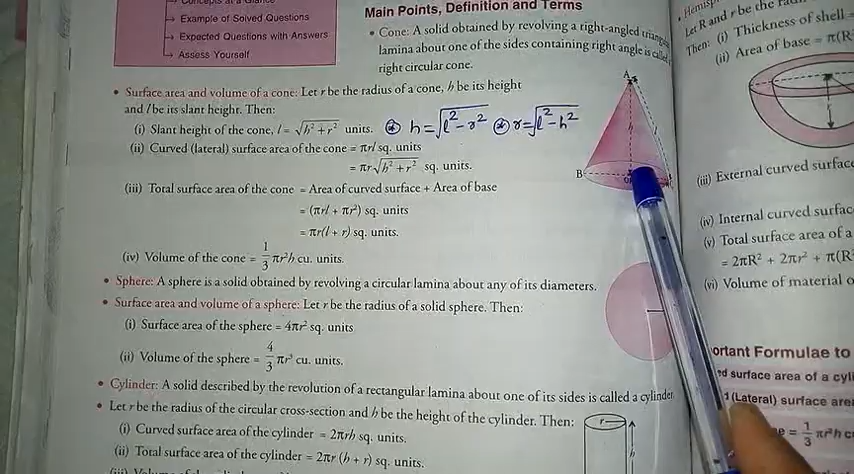 Concepts at a Glance
Example of Solved Questions
Expected Questions with Answers
Assess Yourself
Main Points, Definition and Terms
• Cone: A solid obtained by revolving a right-angled triangular
lamina about one of the sides containing right angle is called
right circular cone.
• Surface area and volume of a cone: Let r be the radius of a cone, h be its height
and l be its slant height. Then:
(i) Slant height of the cone, l = √h² + r² units. * h = √l² - r² * r = √l² - h²
(ii) Curved (lateral) surface area of the cone = πrl sq. units
= πr√h² + r² sq. units.
(iii) Total surface area of the cone = Area of curved surface + Area of base
= (πrl + πr²) sq. units
= πr(l + r) sq. units.
(iv) Volume of the cone = 1/3 πr²h cu. units.
• Sphere: A sphere is a solid obtained by revolving a circular lamina about any of its diameters.
• Surface area and volume of a sphere: Let r be the radius of a solid sphere. Then:
(i) Surface area of the sphere = 4πr² sq. units
(ii) Volume of the sphere = 4/3 πr³ cu. units.
• Cylinder: A solid described by the revolution of a rectangular lamina about one of its sides is called a cylinder
• Let r be the radius of the circular cross-section and h be the height of the cylinder. Then:
(i) Curved surface area of the cylinder = 2πrh sq. units.
(ii) Total surface area of the cylinder = 2πr (h + r) sq. units.
A
B
r
h
• Hemisp
Let R and r be the
Then: (i) Thickness of shell =
(ii) Area of base = π(R
(iii) External curved surface
(iv) Internal curved surfac
(v) Total surface area of a
= 2πR² + 2πr² + π(R
(vi) Volume of material o
ortant Formulae to
ed surface area of a cyli
(Lateral) surface area
= 1/3 πr²h c